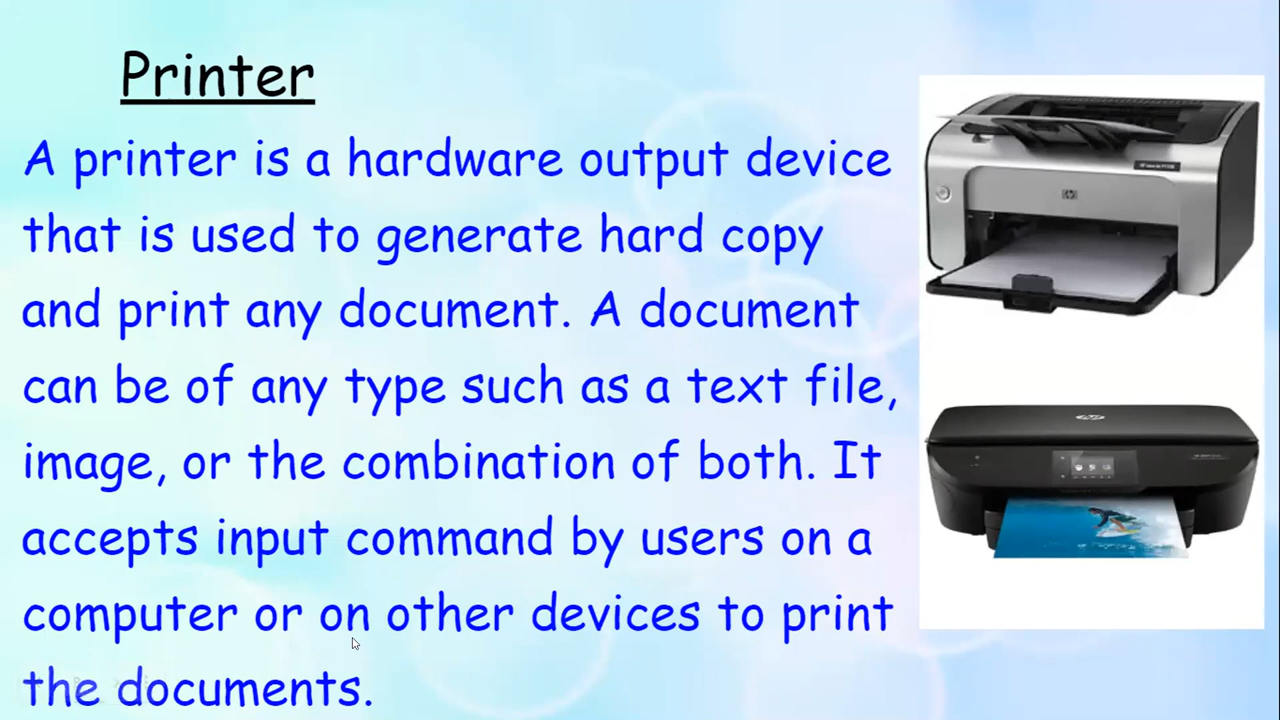 Printer
A printer is a hardware output device
that is used to generate hard copy
and print any document. A document
can be of any type such as a text file,
image, or the combination of both. It
accepts input command by users on a
computer or on other devices to print
the documents.
hp
hp